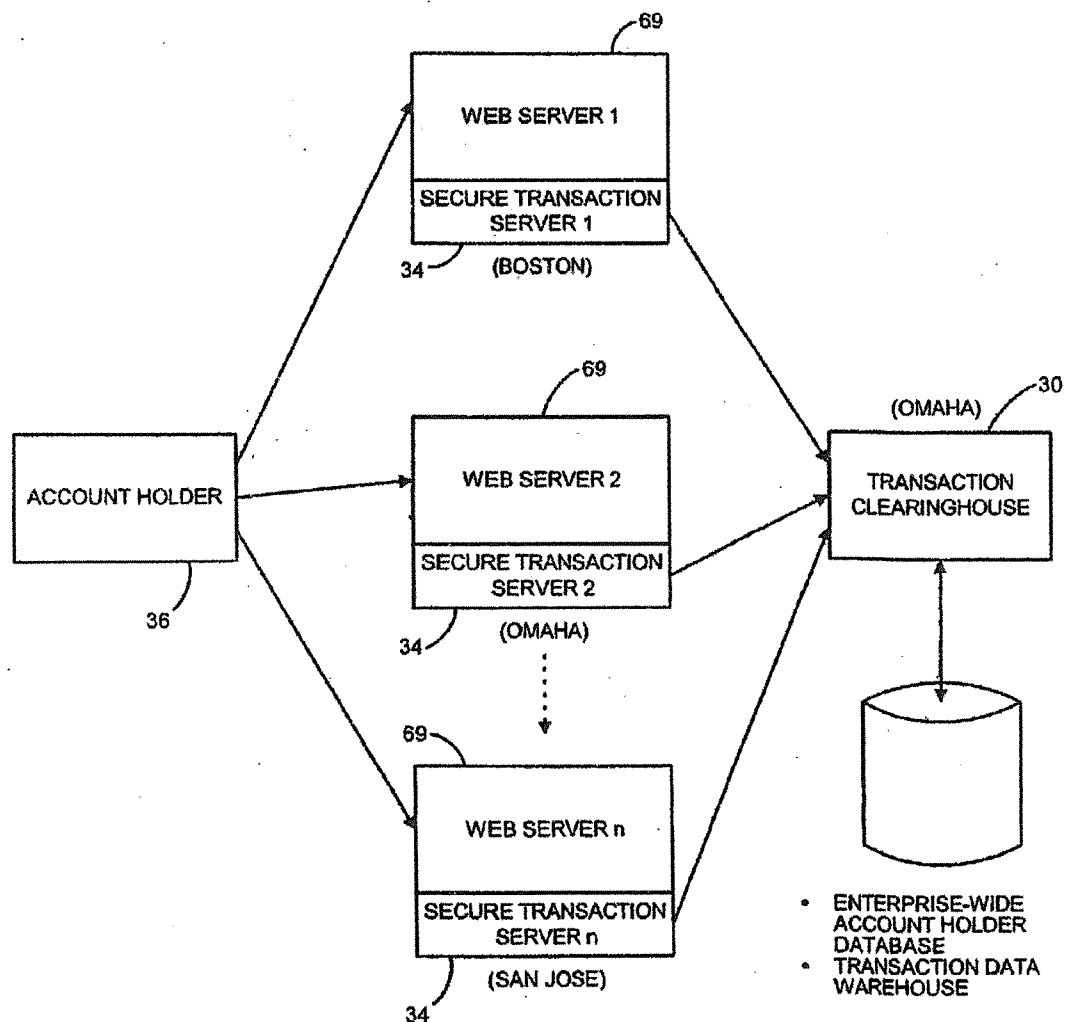 69
WEB SERVER 1
SECURE TRANSACTION
SERVER 1
34
(BOSTON)
69
WEB SERVER 2
SECURE TRANSACTION
SERVER 2
34
(OMAHA)
ACCOUNT HOLDER
36
(OMAHA)
30
TRANSACTION
CLEARINGHOUSE
69
WEB SERVER n
SECURE TRANSACTION
SERVER n
34
(SAN JOSE)
• ENTERPRISE-WIDE
ACCOUNT HOLDER
DATABASE
• TRANSACTION DATA
WAREHOUSE